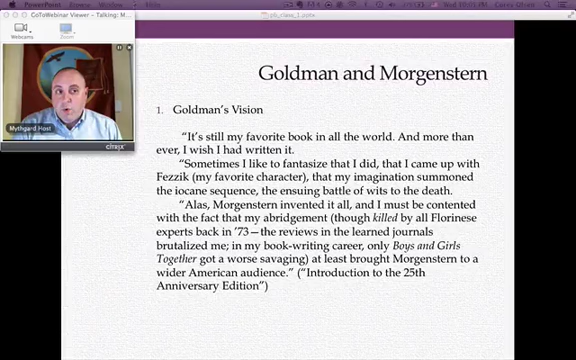 PowerPoint
GoToWebinar Viewer - Talking: M...
Webcams
Zoom
Mythgard Host
citrix
Goldman and Morgenstern
1. Goldman's Vision
"It's still my favorite book in all the world. And more than
ever, I wish I had written it.
"Sometimes I like to fantasize that I did, that I came up with
Fezzik (my favorite character), that my imagination summoned
the iocane sequence, the ensuing battle of wits to the death.
"Alas, Morgenstern invented it all, and I must be contented
with the fact that my abridgement (though killed by all Florinese
experts back in '73—the reviews in the learned journals
brutalized me; in my book-writing career, only Boys and Girls
Together got a worse savaging) at least brought Morgenstern to a
wider American audience." ("Introduction to the 25th
Anniversary Edition")